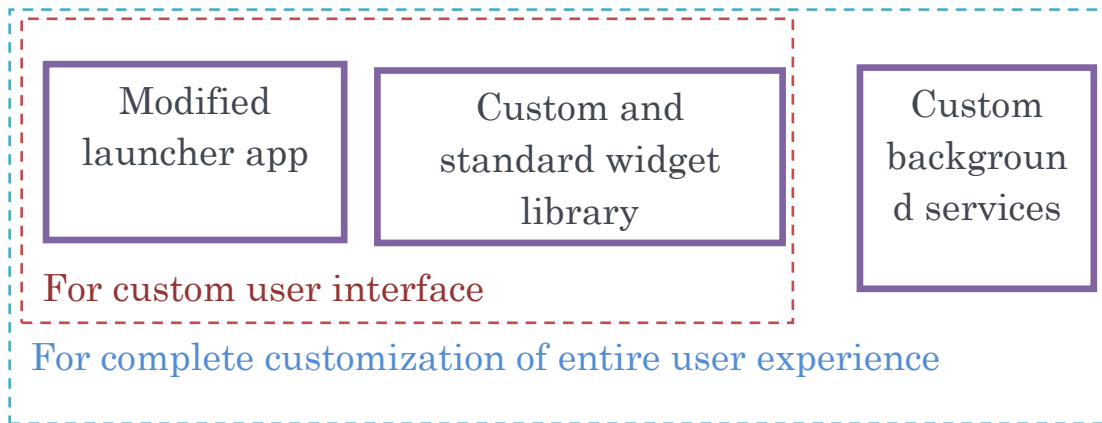 Modified
launcher app
Custom and
standard widget
library
Custom
backgroun
d services
For custom user interface
For complete customization of entire user experience